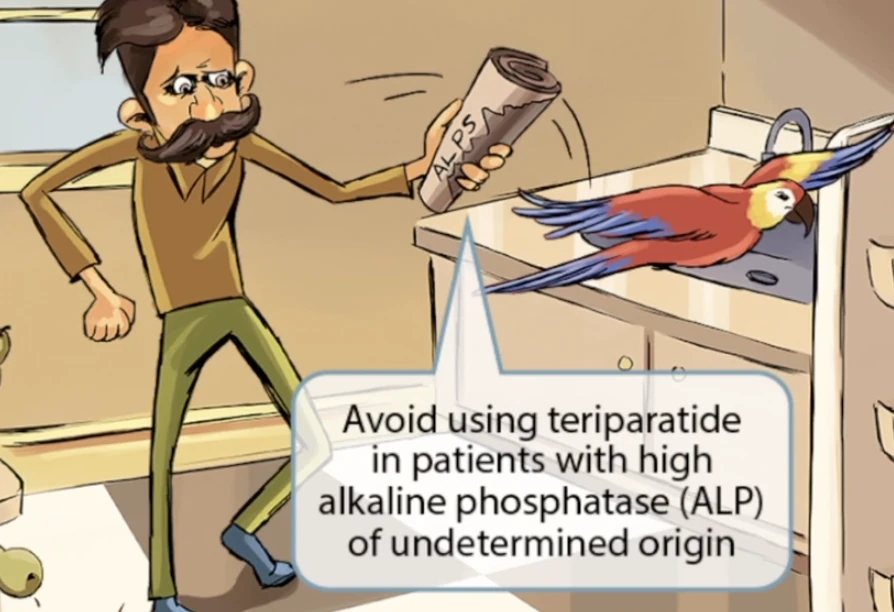 ALPS
Avoid using teriparatide
in patients with high
alkaline phosphatase (ALP)
of undetermined origin